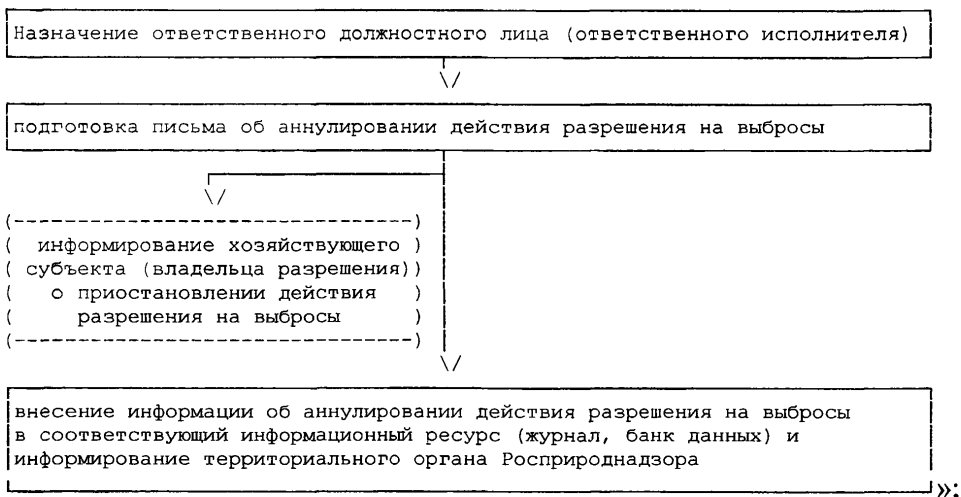 Назначение ответственного должностного лица (ответственного исполнителя)
подготовка письма об аннулировании действия разрешения на выбросы
информирование хозяйствующего
субъекта (владельца разрешения)
о приостановлении действия
разрешения на выбросы
внесение информации об аннулировании действия разрешения на выбросы
в соответствующий информационный ресурс (журнал, банк данных) и
информирование территориального органа Росприроднадзора
»: